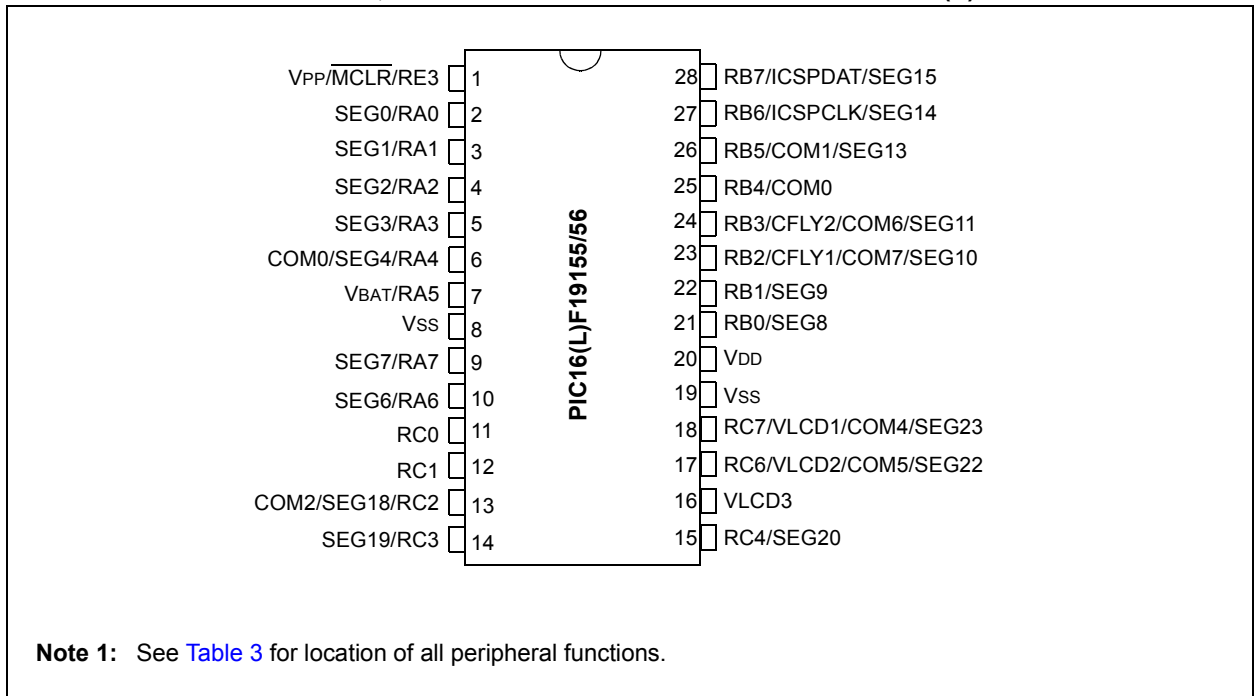 VPP/MCLR/RE3 1
SEG0/RA0 2
SEG1/RA1 3
SEG2/RA2 4
SEG3/RA3 5
COM0/SEG4/RA4 6
VBAT/RA5 7
VSS 8
SEG7/RA7 9
SEG6/RA6 10
RC0 11
RC1 12
COM2/SEG18/RC2 13
SEG19/RC3 14
PIC16(L)F19155/56
28 RB7/ICSPDAT/SEG15
27 RB6/ICSPCLK/SEG14
26 RB5/COM1/SEG13
25 RB4/COM0
24 RB3/CFLY2/COM6/SEG11
23 RB2/CFLY1/COM7/SEG10
22 RB1/SEG9
21 RB0/SEG8
20 VDD
19 VSS
18 RC7/VLCD1/COM4/SEG23
17 RC6/VLCD2/COM5/SEG22
16 VLCD3
15 RC4/SEG20
Note 1: See Table 3 for location of all peripheral functions.